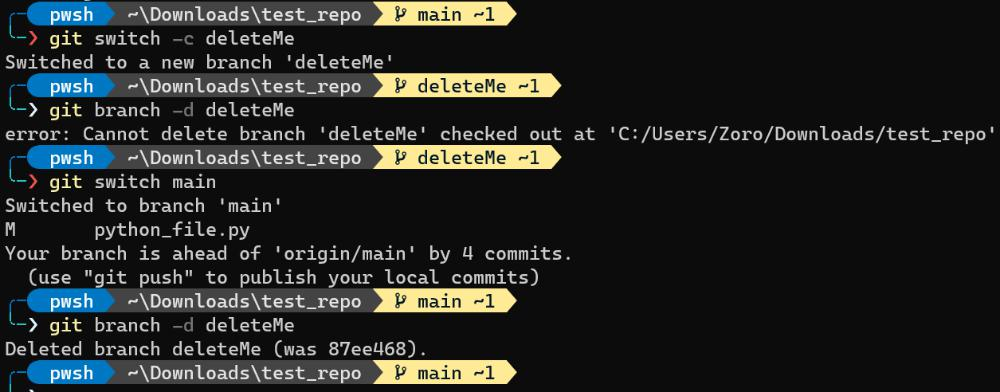 pwsh ~\Downloads\test_repo main ~1
❯ git switch -c deleteMe
Switched to a new branch 'deleteMe'
pwsh ~\Downloads\test_repo deleteMe ~1
❯ git branch -d deleteMe
error: Cannot delete branch 'deleteMe' checked out at 'C:/Users/Zoro/Downloads/test_repo'
pwsh ~\Downloads\test_repo deleteMe ~1
❯ git switch main
Switched to branch 'main'
M       python_file.py
Your branch is ahead of 'origin/main' by 4 commits.
  (use "git push" to publish your local commits)
pwsh ~\Downloads\test_repo main ~1
❯ git branch -d deleteMe
Deleted branch deleteMe (was 87ee468).
pwsh ~\Downloads\test_repo main ~1